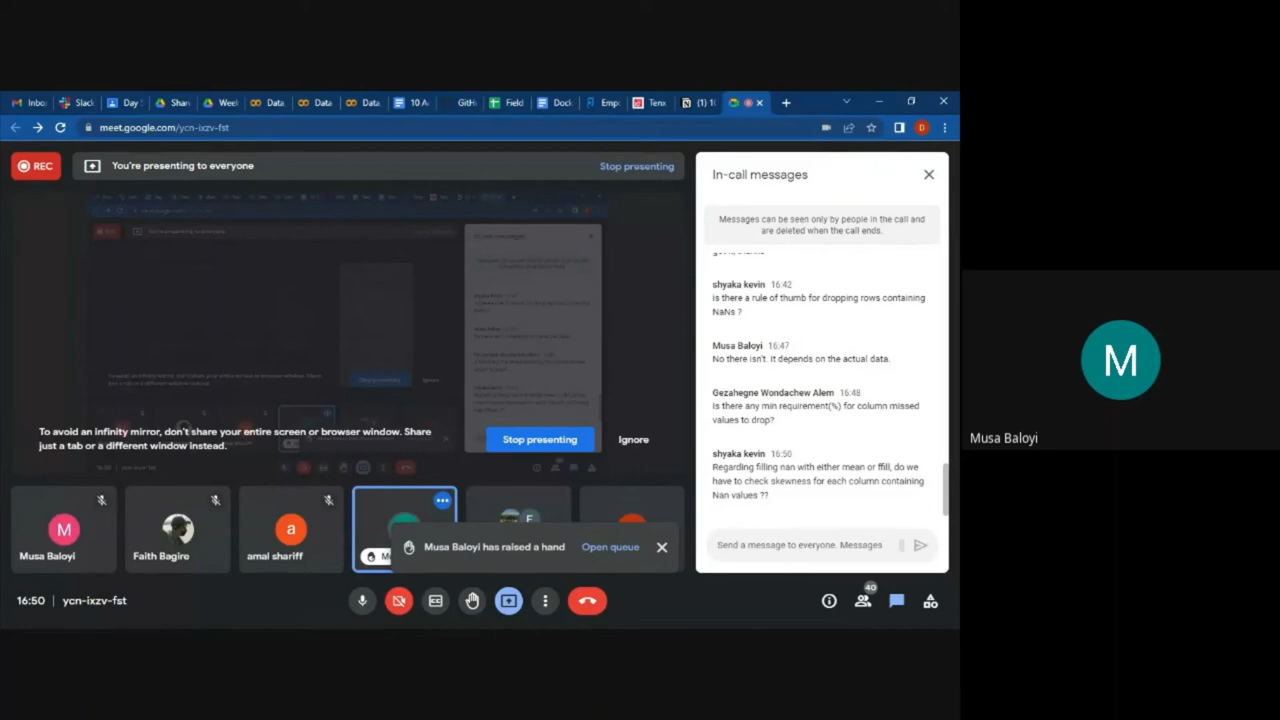 Inbo
Slack
Day
Shar
Week
Data
Data
Data
10 A
GitH
Field
Doc
Emp
Tenx
(1) 1
meet.google.com/ycn-ixzv-fst
D
REC
You're presenting to everyone
Stop presenting
To avoid an infinity mirror, don't share your entire screen or browser window. Share
just a tab or a different window instead.
Stop presenting
Ignore
M
Musa Baloyi
Faith Bagire
a
amal shariff
Musa Baloyi has raised a hand
Open queue
16:50 | ycn-ixzv-fst
In-call messages
Messages can be seen only by people in the call and
are deleted when the call ends.
shyaka kevin 16:42
Is there a rule of thumb for dropping rows containing
NaNs ?
Musa Baloyi 16:47
No there isn't. It depends on the actual data.
Gezahegne Wondachew Alem 16:48
Is there any min requirement(%) for column missed
values to drop?
shyaka kevin 16:50
Regarding filling nan with either mean or ffill, do we
have to check skewness for each column containing
Nan values ??
Send a message to everyone. Messages
40
M
Musa Baloyi